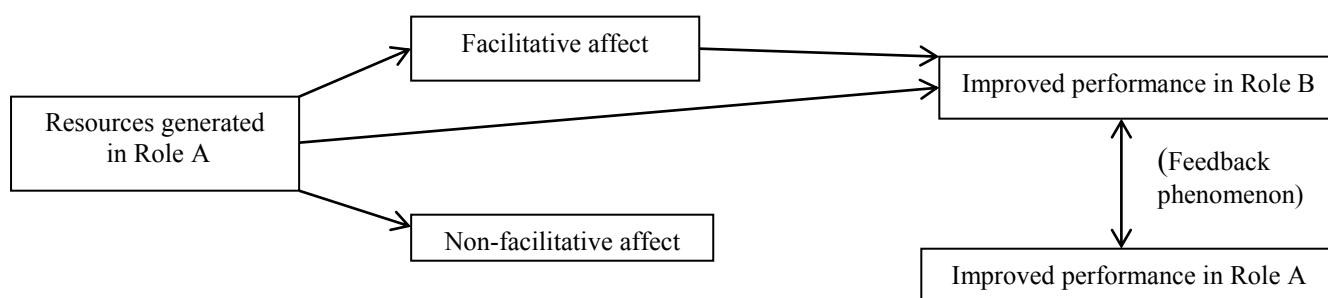 Facilitative affect
Improved performance in Role B
Resources generated
in Role A
(Feedback
phenomenon)
Non-facilitative affect
Improved performance in Role A